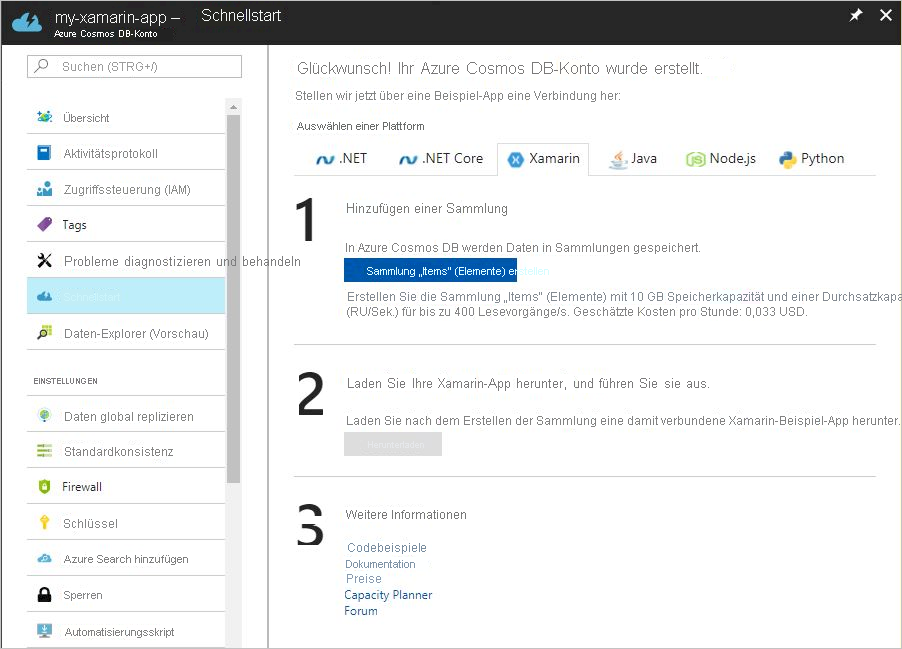 my-xamarin-app – Schnellstart
Azure Cosmos DB-Konto
Suchen (STRG+/)
Übersicht
Aktivitätsprotokoll
Zugriffssteuerung (IAM)
Tags
Probleme diagnostizieren und behandeln
Schnellstart
Daten-Explorer (Vorschau)
EINSTELLUNGEN
Daten global replizieren
Standardkonsistenz
Firewall
Schlüssel
Azure Search hinzufügen
Sperren
Automatisierungsskript
Glückwunsch! Ihr Azure Cosmos DB-Konto wurde erstellt.
Stellen wir jetzt über eine Beispiel-App eine Verbindung her:
Auswählen einer Plattform
.NET .NET Core Xamarin Java Node.js Python
1 Hinzufügen einer Sammlung
In Azure Cosmos DB werden Daten in Sammlungen gespeichert.
Sammlung „Items" (Elemente) erstellen
Erstellen Sie die Sammlung „Items" (Elemente) mit 10 GB Speicherkapazität und einer Durchsatzkapa
(RU/Sek.) für bis zu 400 Lesevorgänge/s. Geschätzte Kosten pro Stunde: 0,033 USD.
2 Laden Sie Ihre Xamarin-App herunter, und führen Sie sie aus.
Laden Sie nach dem Erstellen der Sammlung eine damit verbundene Xamarin-Beispiel-App herunter.
Herunterladen
3 Weitere Informationen
Codebeispiele
Dokumentation
Preise
Capacity Planner
Forum